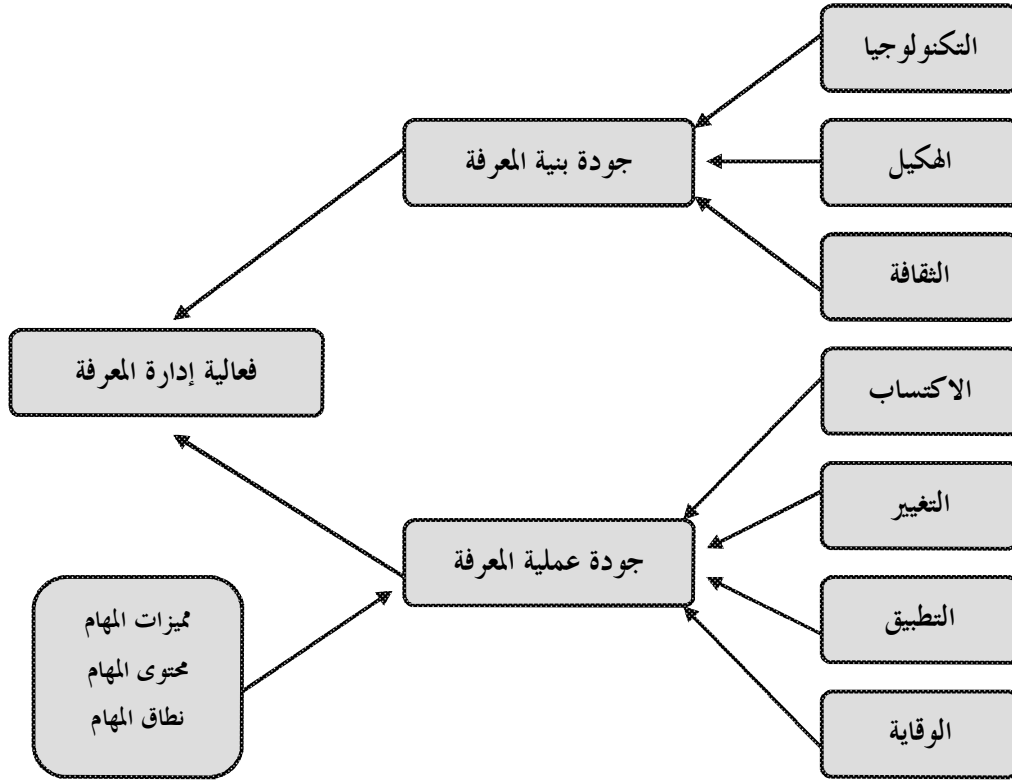 التكنولوجيا
الهكيل
جودة بنية المعرفة
الثقافة
فعالية إدارة المعرفة
الاكتساب
التغيير
جودة عملية المعرفة
التطبيق
مميزات المهام
محتوى المهام
نطاق المهام
الوقاية